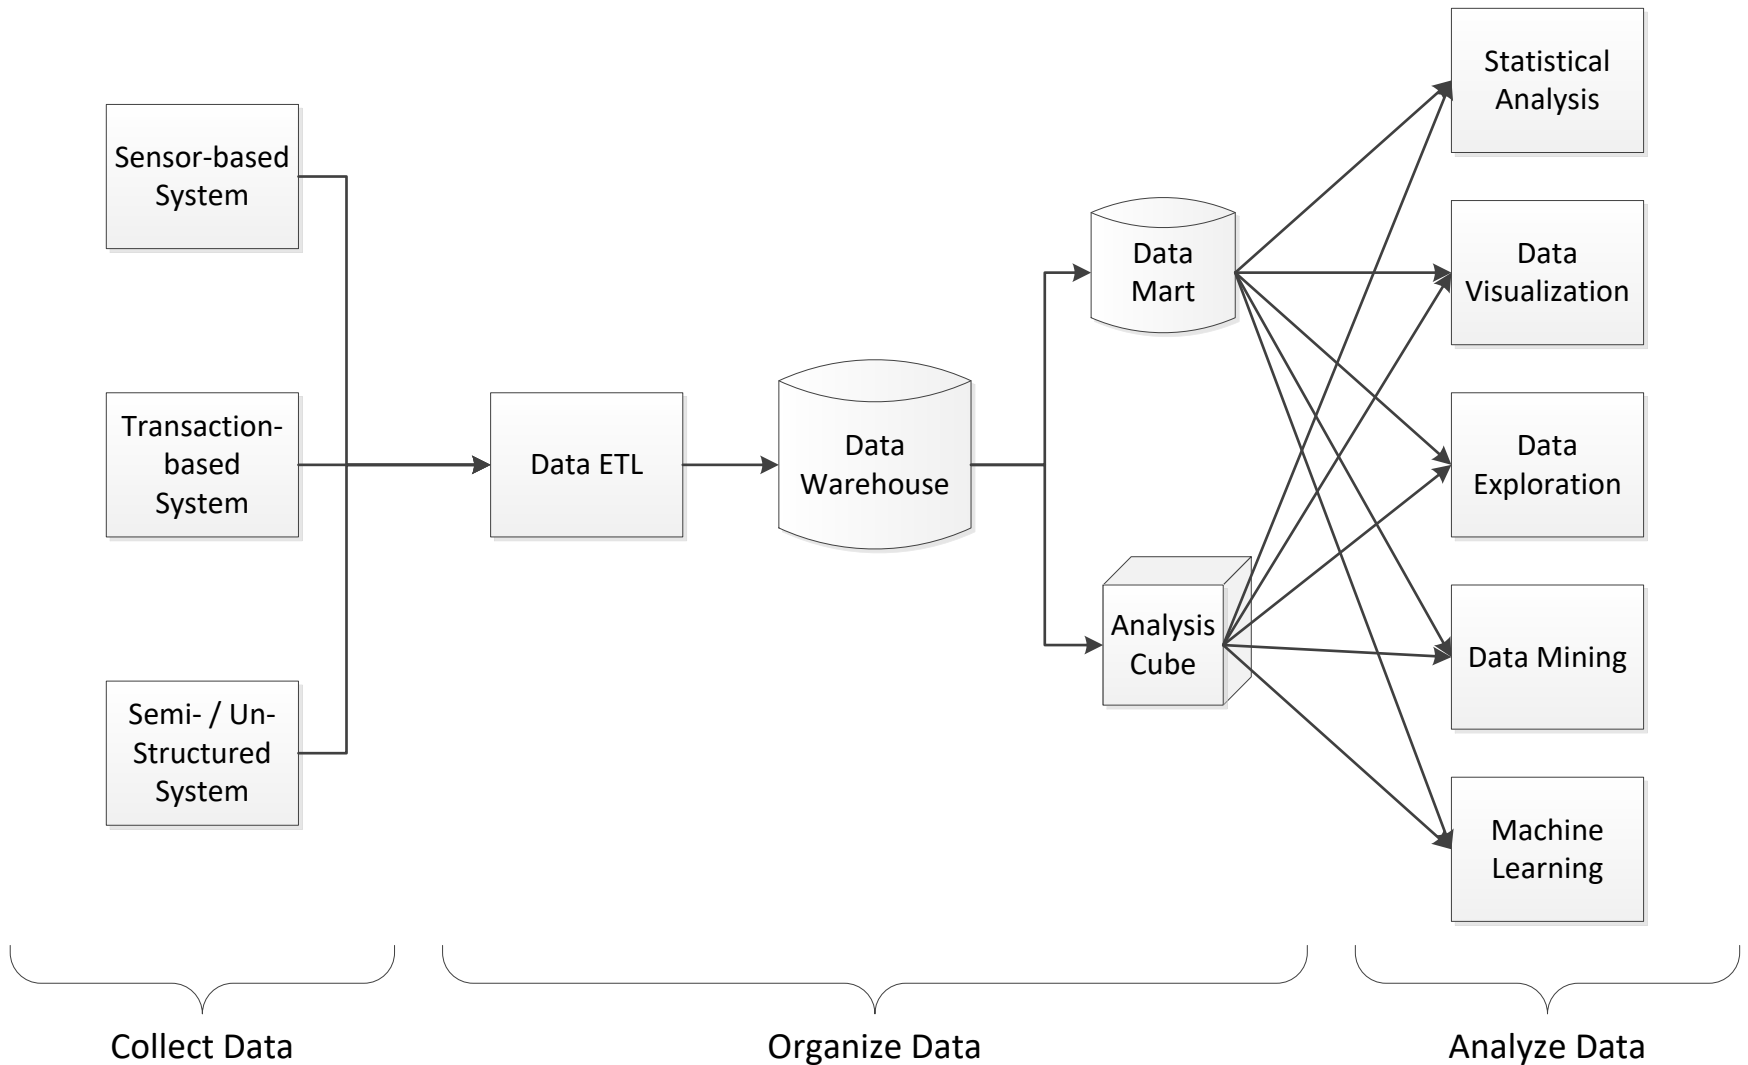 Sensor-based
System
Transaction-
based
System
Semi- / Un-
Structured
System
Data ETL
Data
Warehouse
Data
Mart
Analysis
Cube
Statistical
Analysis
Data
Visualization
Data
Exploration
Data Mining
Machine
Learning
Collect Data
Organize Data
Analyze Data